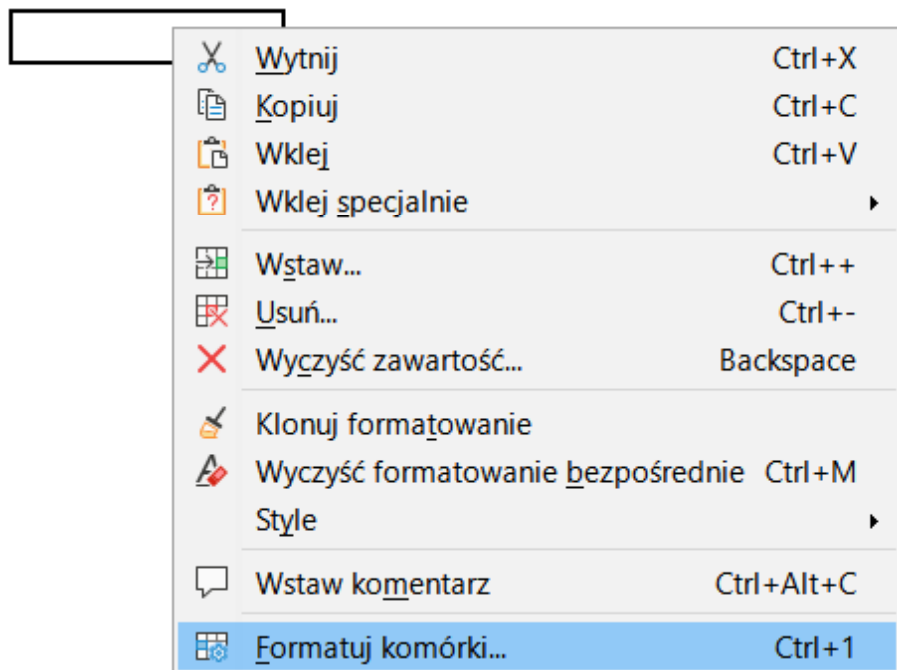 Wytnij Ctrl+X
Kopiuj Ctrl+C
Wklej Ctrl+V
Wklej specjalnie
Wstaw... Ctrl++
Usuń... Ctrl+-
Wyczyść zawartość... Backspace
Klonuj formatowanie
Wyczyść formatowanie bezpośrednie Ctrl+M
Style
Wstaw komentarz Ctrl+Alt+C
Formatuj komórki... Ctrl+1